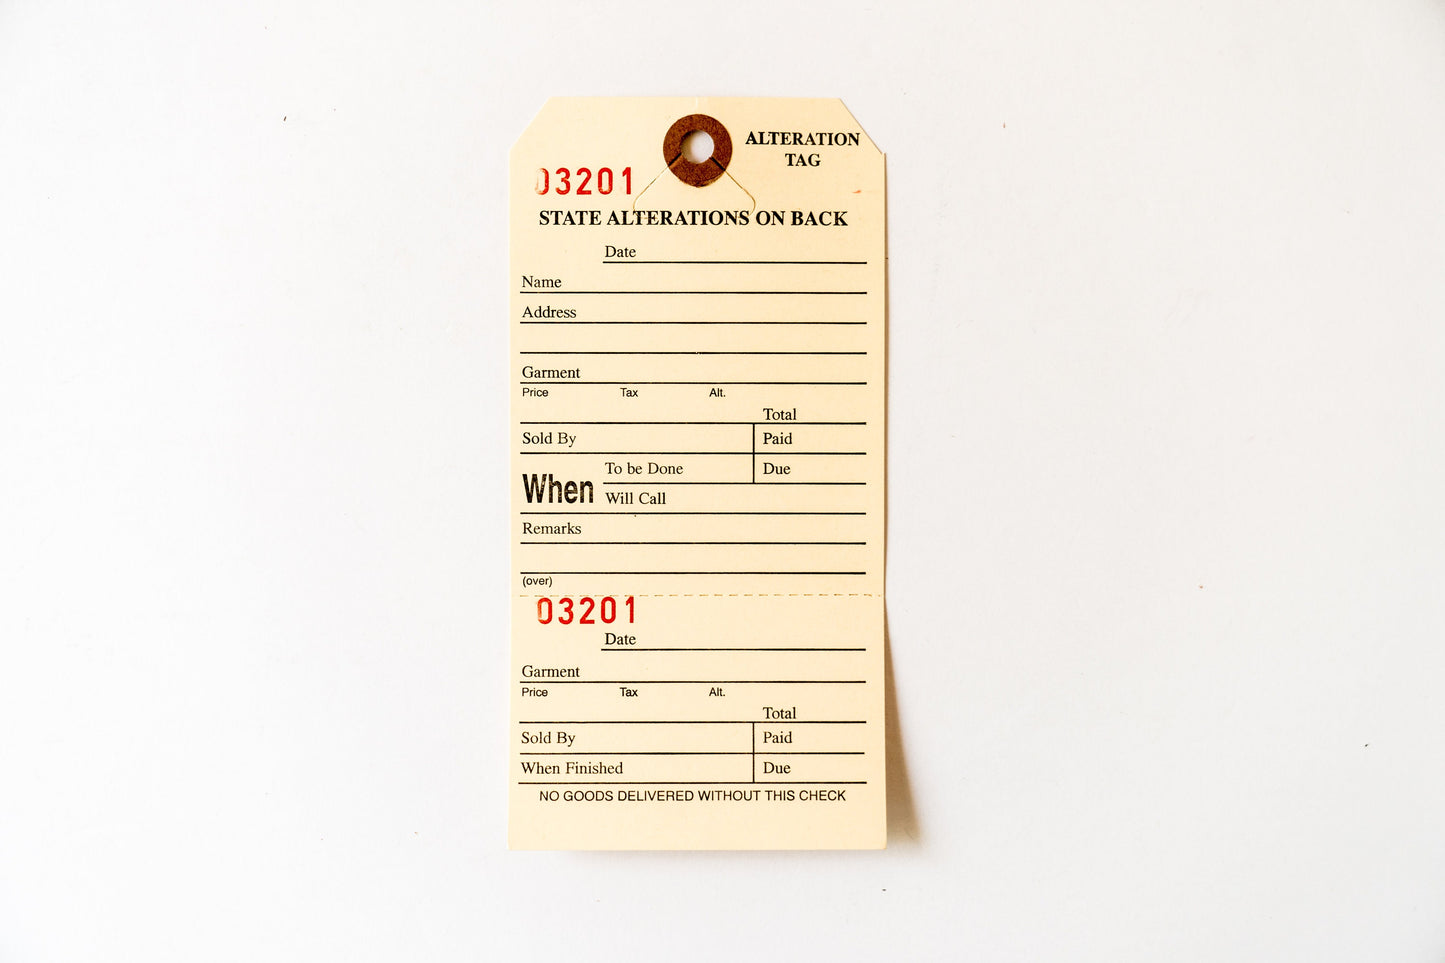 ALTERATION
TAG
03201
STATE ALTERATIONS ON BACK
Date
Name
Address
Garment
Price Tax Alt.
Total
Sold By Paid
To be Done Due
When Will Call
Remarks
(over)
03201
Date
Garment
Price Tax Alt.
Total
Sold By Paid
When Finished Due
NO GOODS DELIVERED WITHOUT THIS CHECK